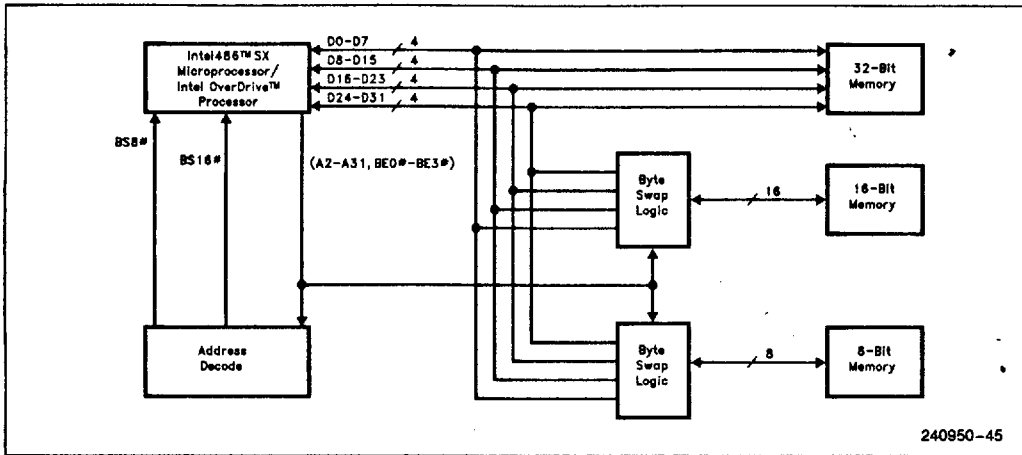 Intel486™ SX
Microprocessor/
Intel OverDrive™
Processor
D0-D7 4
D8-D15 4
D16-D23 4
D24-D31 4
32-Bit
Memory
BS8#
BS16#
(A2-A31, BE0#-BE3#)
Byte
Swap
Logic
16
16-Bit
Memory
Address
Decode
Byte
Swap
Logic
8
8-Bit
Memory
240950-45